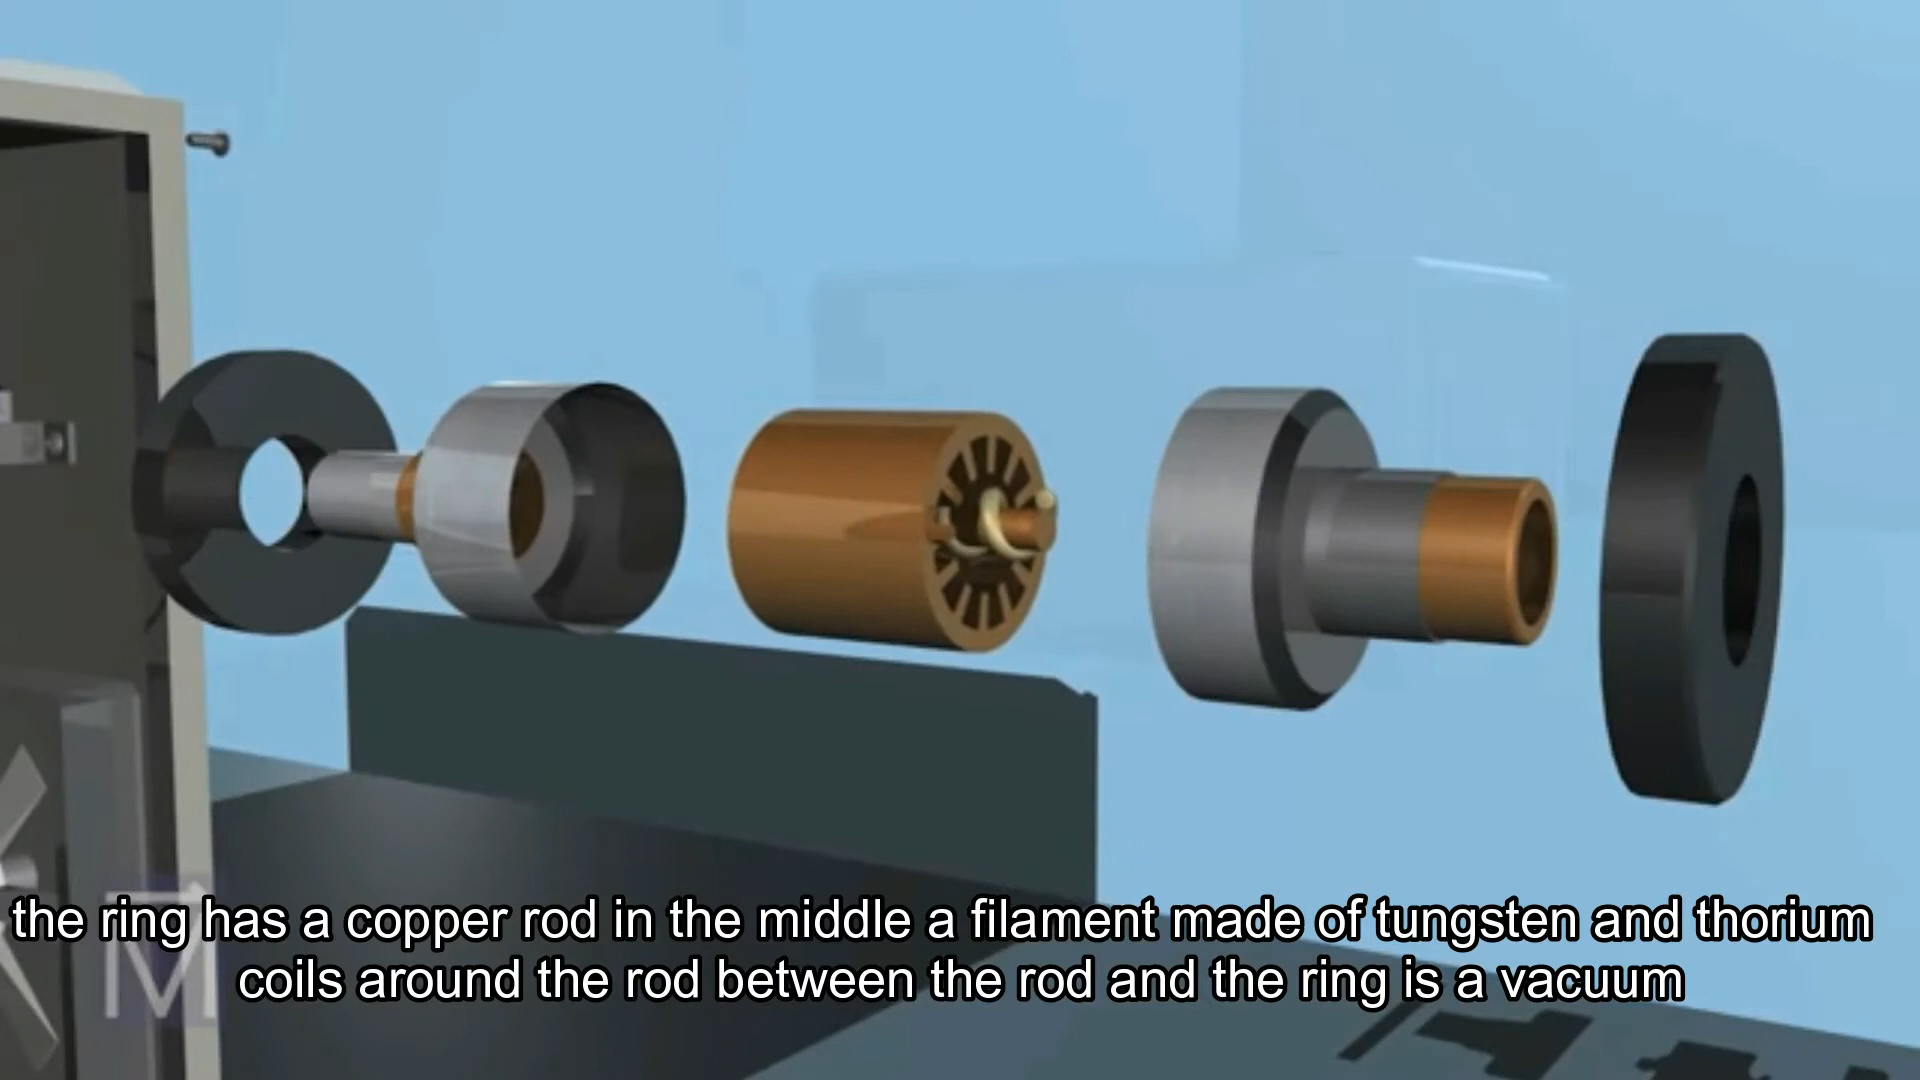 the ring has a copper rod in the middle a filament made of tungsten and thorium
coils around the rod between the rod and the ring is a vacuum
M